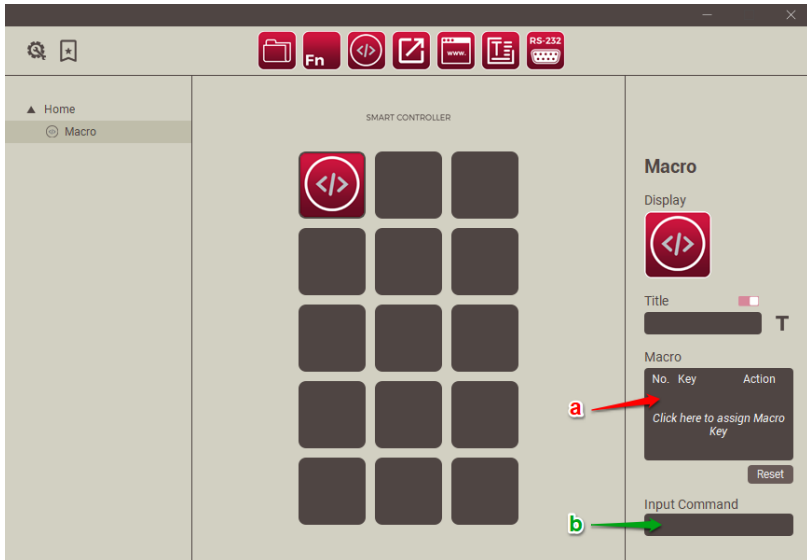 Fn
</>
www.
T
RS-232
Home
</> Macro
SMART CONTROLLER
</>
Macro
Display
</>
Title
T
Macro
No. Key Action
Click here to assign Macro
Key
Reset
Input Command
a
b